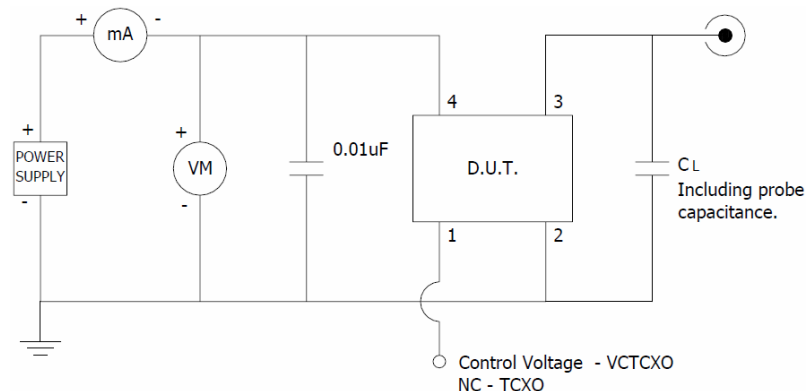 + mA -
+
POWER
SUPPLY
-
+
VM
-
0.01uF
4 3
D.U.T.
1 2
CL
Including probe
capacitance.
Control Voltage - VCTCXO
NC - TCXO